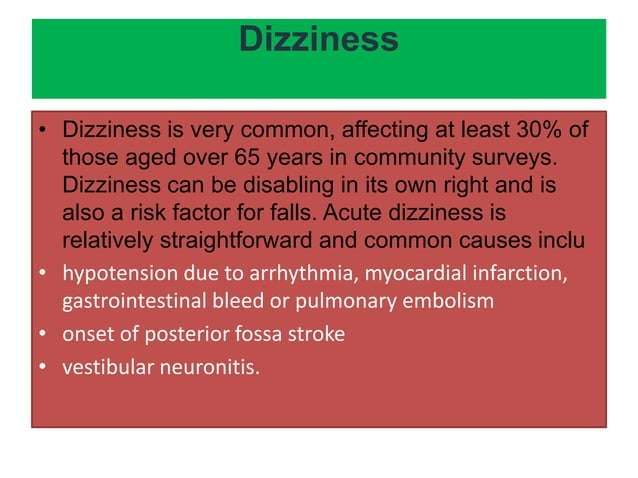 Dizziness
• Dizziness is very common, affecting at least 30% of
those aged over 65 years in community surveys.
Dizziness can be disabling in its own right and is
also a risk factor for falls. Acute dizziness is
relatively straightforward and common causes inclu
• hypotension due to arrhythmia, myocardial infarction,
gastrointestinal bleed or pulmonary embolism
• onset of posterior fossa stroke
• vestibular neuronitis.